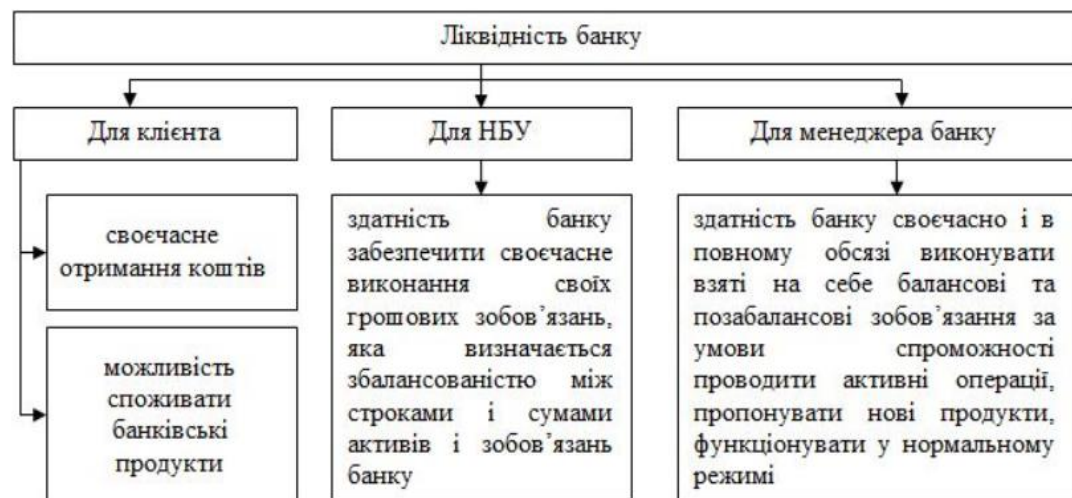 Ліквідність банку
Для клієнта
Для НБУ
Для менеджера банку
своєчасне
отримання коштів
можливість
споживати
банківські
продукти
здатність банку
забезпечити своєчасне
виконання своїх
грошових зобов’язань,
яка визначається
збалансованістю між
строками і сумами
активів і зобов’язань
банку
здатність банку своєчасно і в
повному обсязі виконувати
взяті на себе балансові та
позабалансові зобов’язання за
умови спроможності
проводити активні операції,
пропонувати нові продукти,
функціонувати у нормальному
режимі